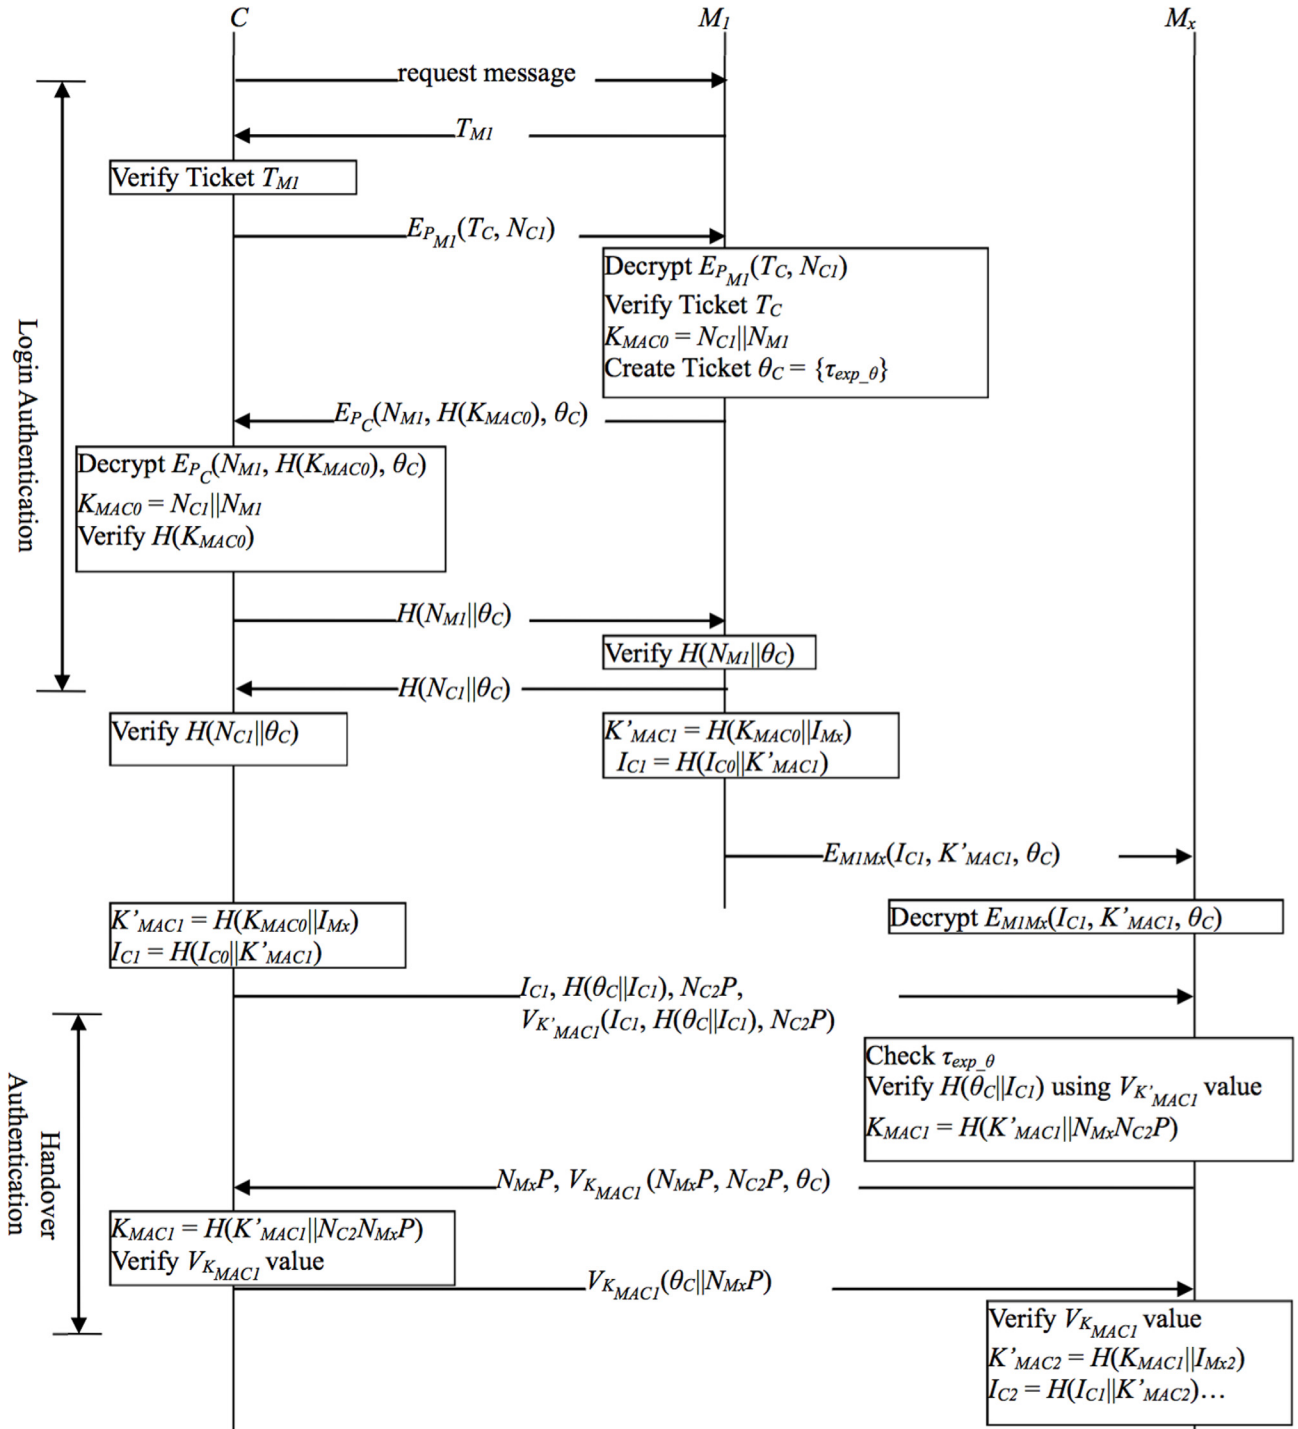 C M1 Mx
request message
TM1
Verify Ticket TM1
EPM1(TC, NC1)
Decrypt EPM1(TC, NC1)
Verify Ticket TC
KMAC0 = NC1||NM1
Create Ticket θC = {τexp_θ}
Login Authentication
EPC(NM1, H(KMAC0), θC)
Decrypt EPC(NM1, H(KMAC0), θC)
KMAC0 = NC1||NM1
Verify H(KMAC0)
H(NM1||θC)
Verify H(NM1||θC)
H(NC1||θC)
Verify H(NC1||θC)
K’MAC1 = H(KMAC0||IMx)
IC1 = H(IC0||K’MAC1)
EM1Mx(IC1, K’MAC1, θC)
Decrypt EM1Mx(IC1, K’MAC1, θC)
K’MAC1 = H(KMAC0||IMx)
IC1 = H(IC0||K’MAC1)
IC1, H(θC||IC1), NC2P,
VK’MAC1(IC1, H(θC||IC1), NC2P)
Check τexp_θ
Verify H(θC||IC1) using VK’MAC1 value
KMAC1 = H(K’MAC1||NMxNC2P)
Handover
Authentication
NMxP, VKMAC1 (NMxP, NC2P, θC)
KMAC1 = H(K’MAC1||NC2NMxP)
Verify VKMAC1 value
VKMAC1(θC||NMxP)
Verify VKMAC1 value
K’MAC2 = H(KMAC1||IMx2)
IC2 = H(IC1||K’MAC2)…